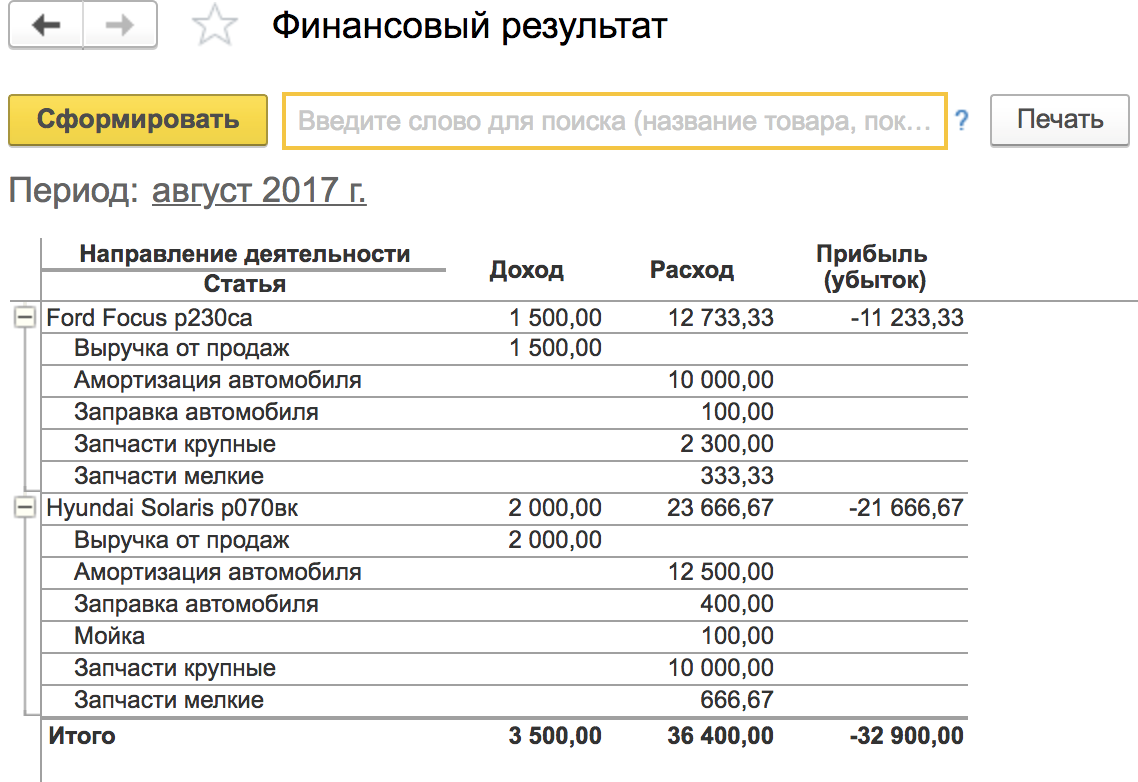 Финансовый результат
Сформировать Введите слово для поиска (название товара, пок... ? Печать
Период: август 2017 г.
Направление деятельности
Статья Доход Расход Прибыль (убыток)
Ford Focus р230са 1 500,00 12 733,33 -11 233,33
Выручка от продаж 1 500,00
Амортизация автомобиля 10 000,00
Заправка автомобиля 100,00
Запчасти крупные 2 300,00
Запчасти мелкие 333,33
Hyundai Solaris р070вк 2 000,00 23 666,67 -21 666,67
Выручка от продаж 2 000,00
Амортизация автомобиля 12 500,00
Заправка автомобиля 400,00
Мойка 100,00
Запчасти крупные 10 000,00
Запчасти мелкие 666,67
Итого 3 500,00 36 400,00 -32 900,00